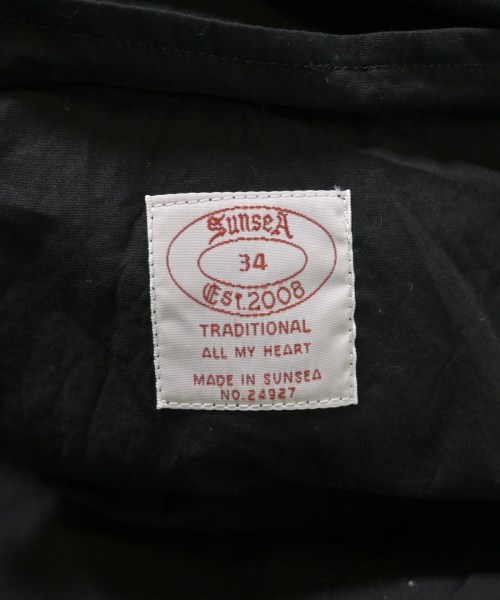 SunseA
34
Est.2008
TRADITIONAL
ALL MY HEART
MADE IN SUNSEA
NO.24927